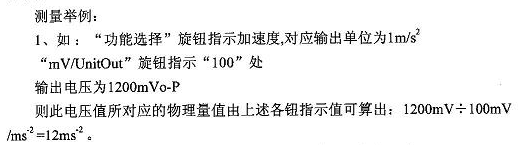 测量举例：
1、如：“功能选择”旋钮指示加速度,对应输出单位为1m/s²
“mV/UnitOut”旋钮指示“100”处
输出电压为1200mVo-P
则此电压值所对应的物理量值由上述各钮指示值可算出：1200mV÷100mV
/ms⁻²=12ms⁻²。